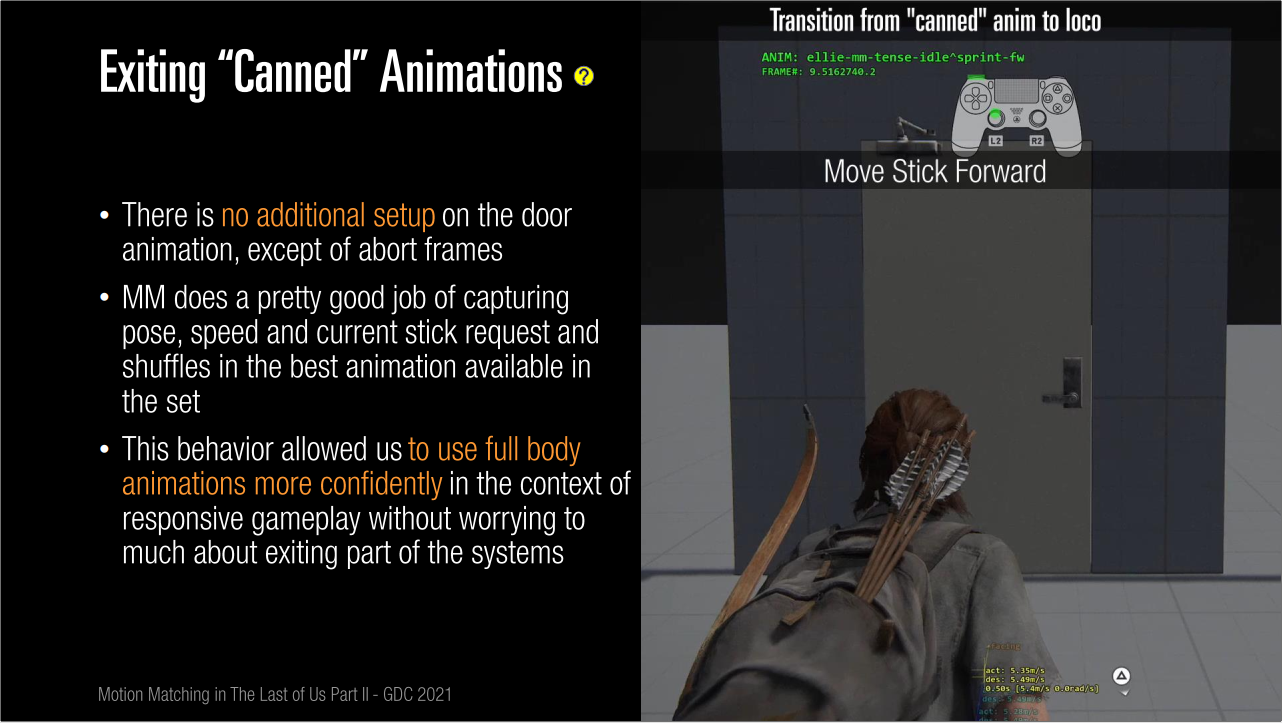 Exiting “Canned” Animations
• There is no additional setup on the door
animation, except of abort frames
• MM does a pretty good job of capturing
pose, speed and current stick request and
shuffles in the best animation available in
the set
• This behavior allowed us to use full body
animations more confidently in the context of
responsive gameplay without worrying to
much about exiting part of the systems
Motion Matching in The Last of Us Part II - GDC 2021
Transition from "canned" anim to loco
ANIM: ellie-mm-tense-idle^sprint-fw
FRAME#: 9.5162740.2
L2 R2
Move Stick Forward
facing
act: 5.35m/s
des: 5.49m/s
0.50s [5.4m/s 0.0rad/s]